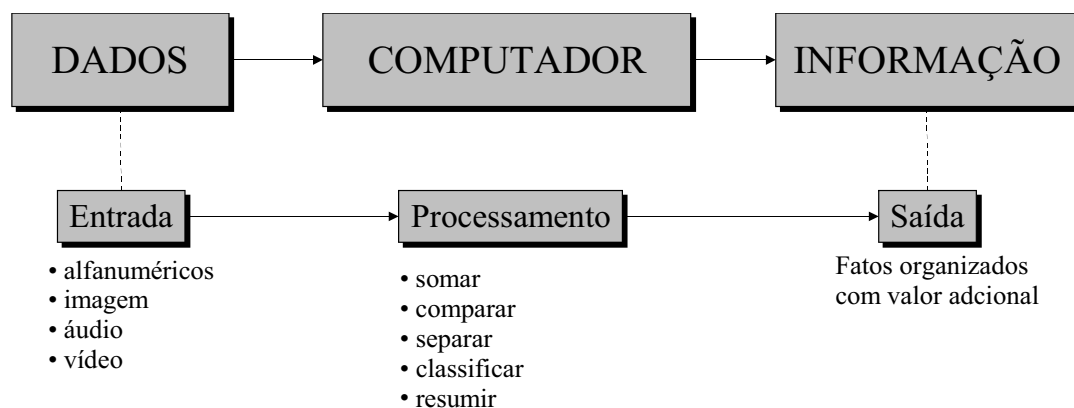 DADOS
COMPUTADOR
INFORMAÇÃO
Entrada
Processamento
Saída
• alfanuméricos
• imagem
• áudio
• vídeo
• somar
• comparar
• separar
• classificar
• resumir
Fatos organizados
com valor adcional